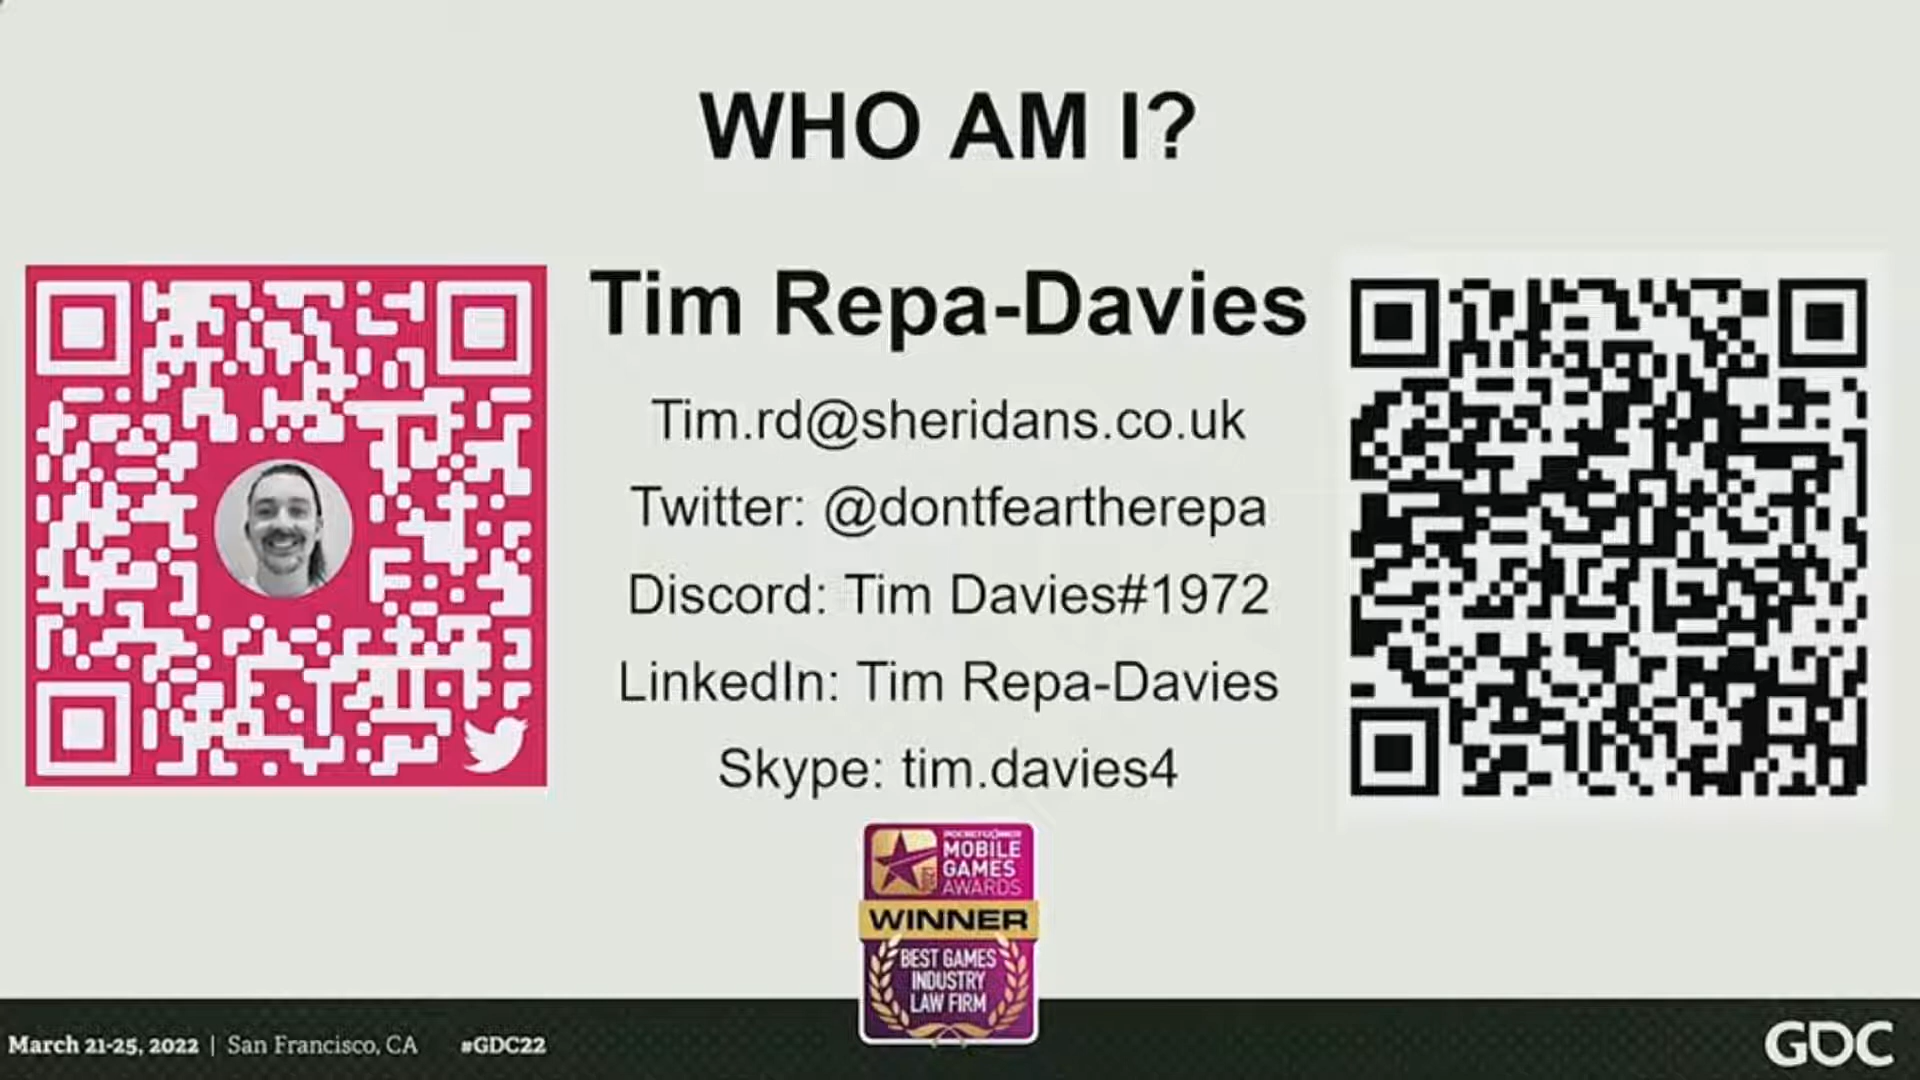 WHO AM I?
Tim Repa-Davies
Tim.rd@sheridans.co.uk
Twitter: @dontfeartherepa
Discord: Tim Davies#1972
LinkedIn: Tim Repa-Davies
Skype: tim.davies4
MOBILE
GAMES
AWARDS
WINNER
BEST GAMES
INDUSTRY
LAW FIRM
March 21-25, 2022 | San Francisco, CA #GDC22
GDC